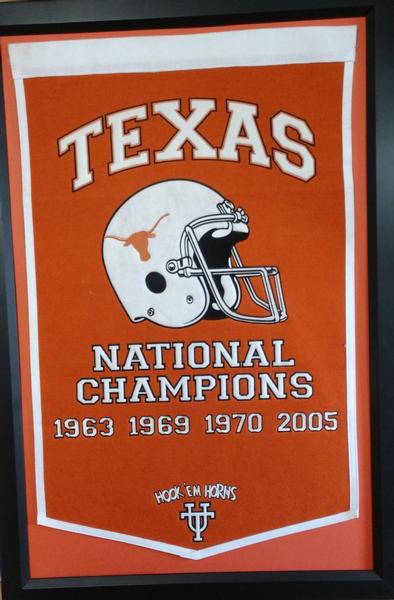 TEXAS
NATIONAL
CHAMPIONS
1963 1969 1970 2005
HOOK 'EM HORNS
UT